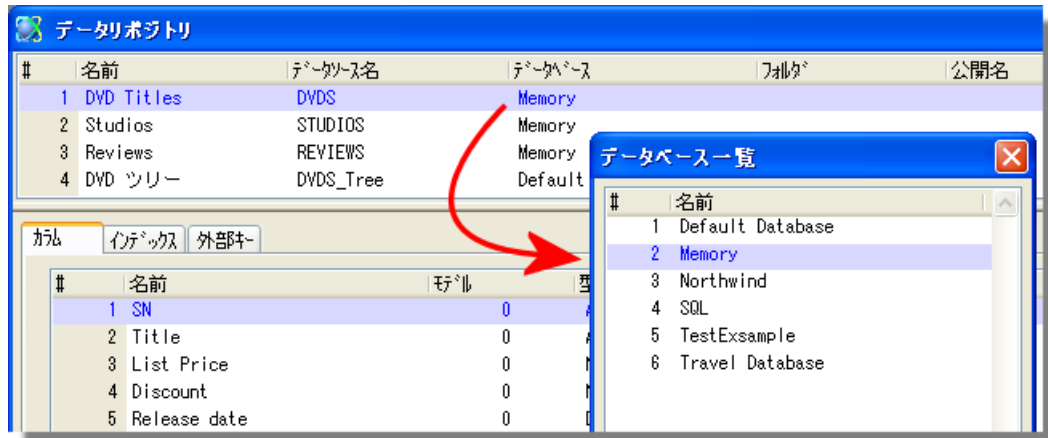 データリポジトリ
# 名前 データソース名 データベース フォルダ 公開名
1 DVD Titles DVDS Memory
2 Studios STUDIOS Memory
3 Reviews REVIEWS Memory
4 DVD ツリー DVDS_Tree Default
データベース一覧
# 名前
1 Default Database
2 Memory
3 Northwind
4 SQL
5 TestExsample
6 Travel Database
カラム インデックス 外部キー
# 名前 モデル 型
1 SN 0
2 Title 0
3 List Price 0
4 Discount 0
5 Release date 0